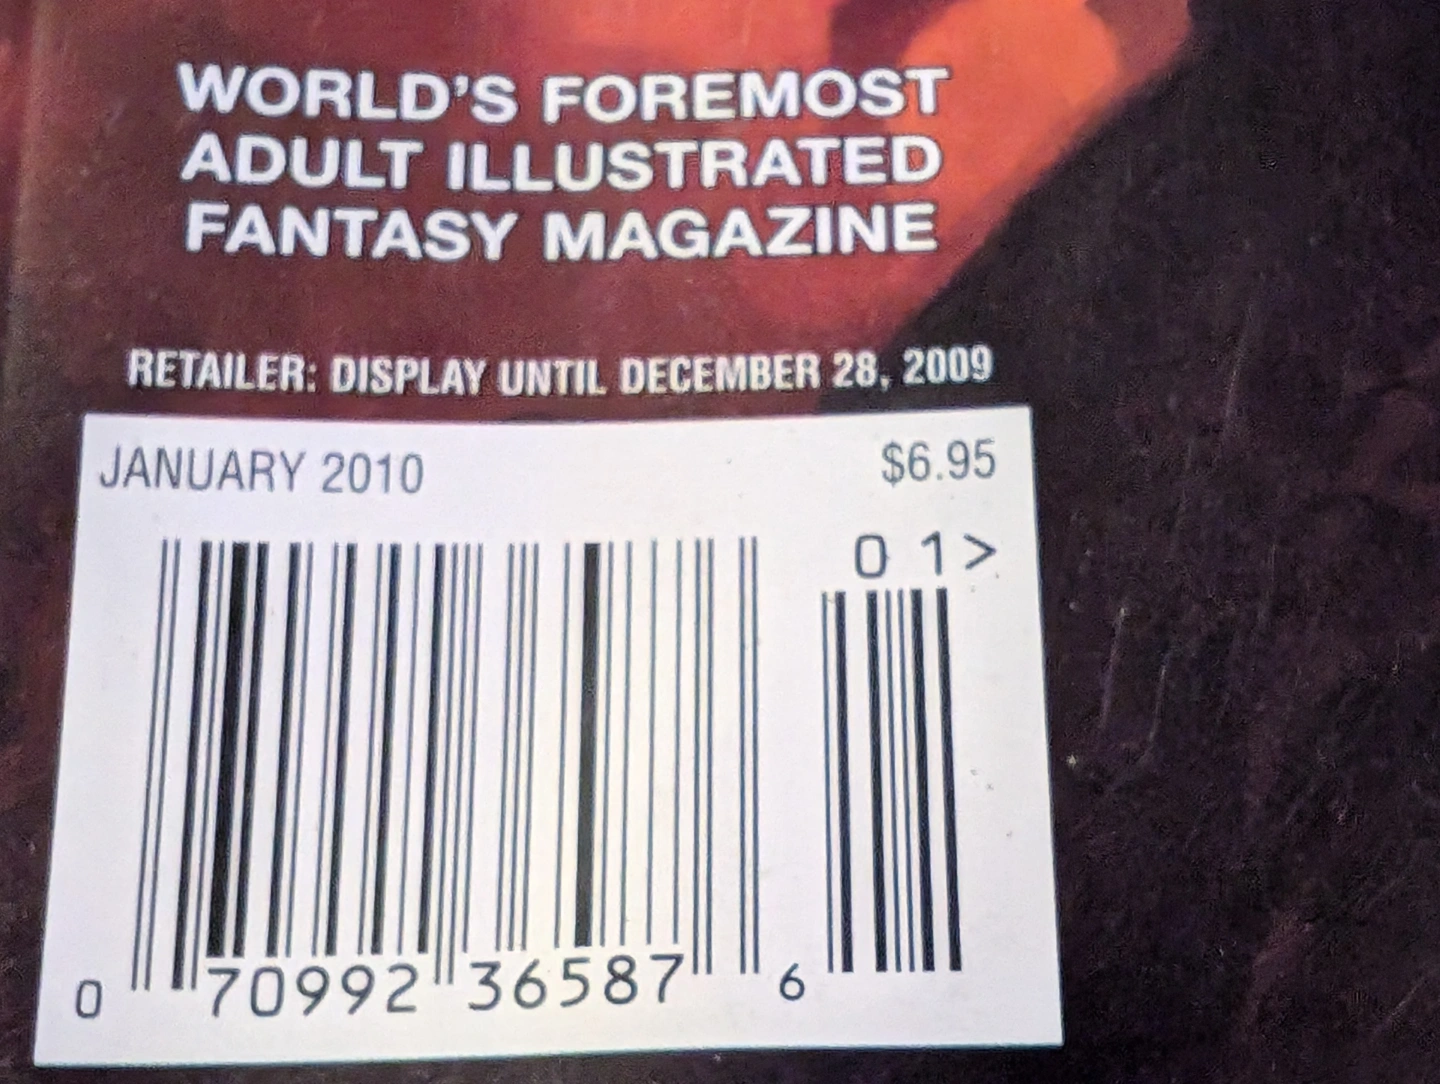 WORLD'S FOREMOST
ADULT ILLUSTRATED
FANTASY MAGAZINE
RETAILER: DISPLAY UNTIL DECEMBER 28, 2009
JANUARY 2010 $6.95
0 1>
0 70992 36587 6